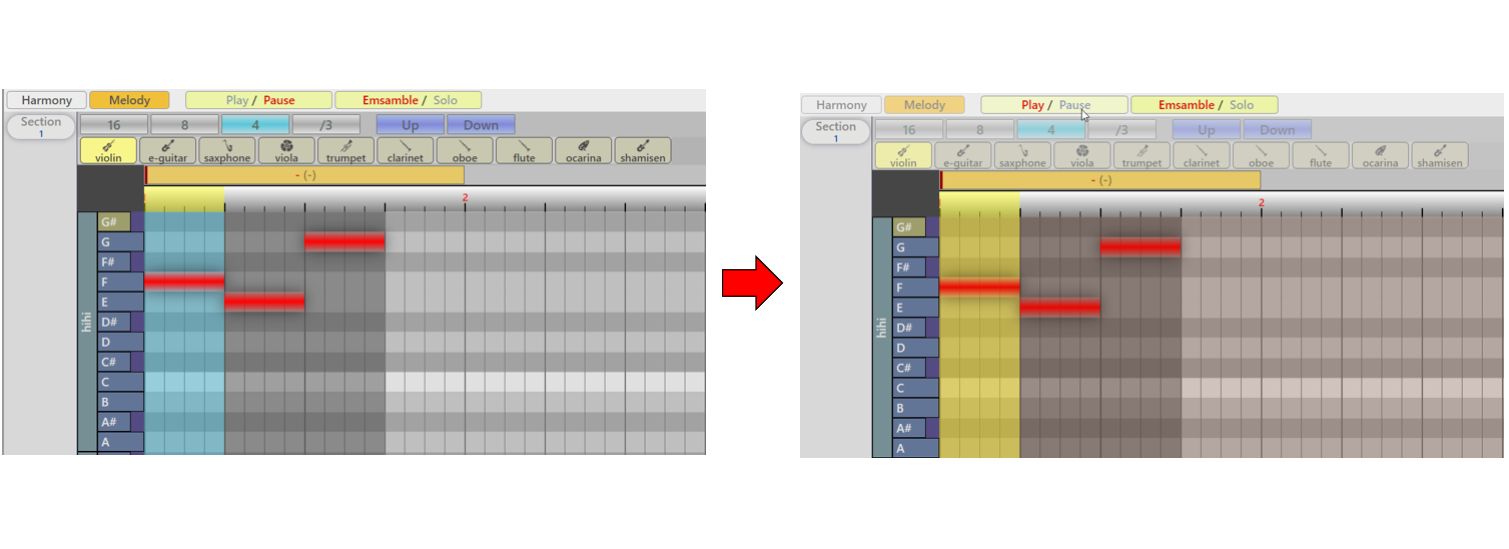 Harmony Melody Play / Pause Emsamble / Solo
Section
1
16 8 4 /3 Up Down
violin e-guitar saxphone viola trumpet clarinet oboe flute ocarina shamisen
- (-)
2
G#
G
F#
F
E
D#
D
C#
C
B
A#
A
hihi
Harmony Melody Play / Pause Emsamble / Solo
Section
1
16 8 4 /3 Up Down
violin e-guitar saxphone viola trumpet clarinet oboe flute ocarina shamisen
- (-)
2
G#
G
F#
F
E
D#
D
C#
C
B
A#
A
hihi